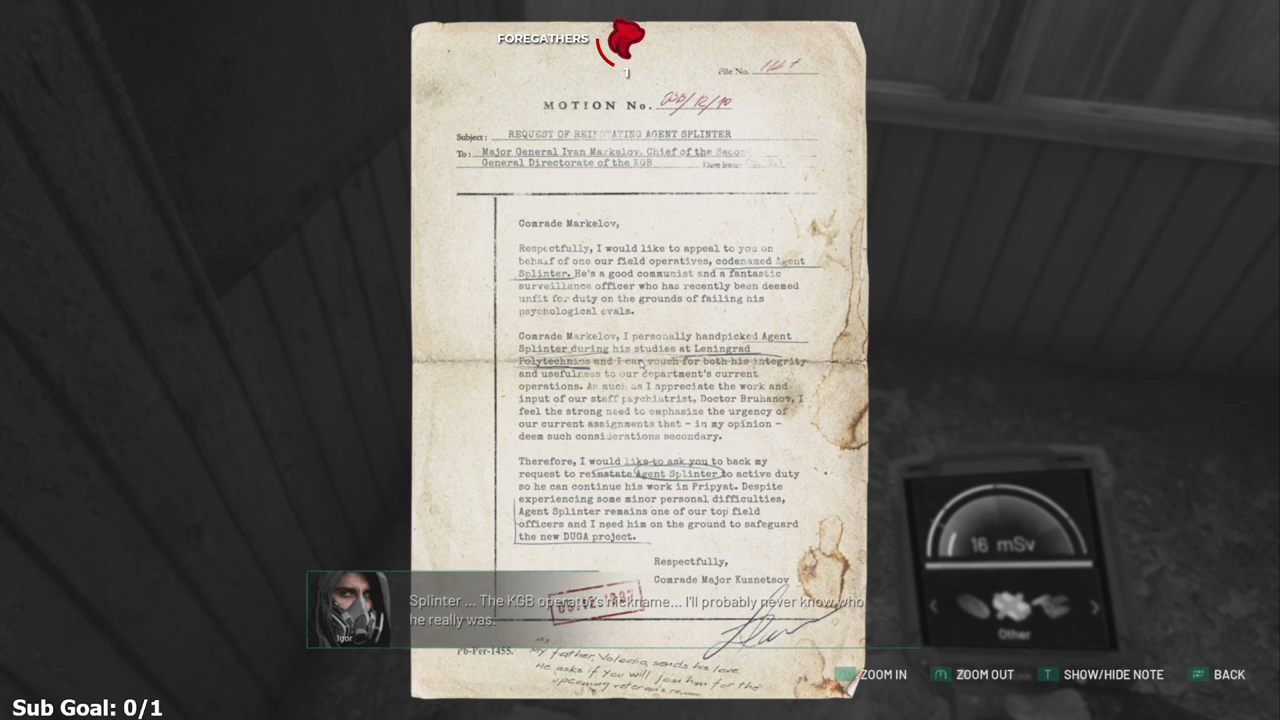 FOREGATHERS
1
File No.
MOTION No.
Subject: REQUEST OF REINSTATING AGENT SPLINTER
To: Major General Ivan Markelov, Chief of the Second
General Directorate of the KGB
Comrade Markelov,
Respectfully, I would like to appeal to you on
behalf of one our field operatives, codenamed Agent
Splinter. He's a good communist and a fantastic
surveillance officer who has recently been deemed
unfit for duty on the grounds of failing his
psychological evals.
Comrade Markelov, I personally handpicked Agent
Splinter during his studies at Leningrad
Polytechnics and I can vouch for both his integrity
and usefulness to our department's current
operations. As much as I appreciate the work and
input of our staff psychiatrist, Doctor Bruhanov, I
feel the strong need to emphasize the urgency of
our current assignments that - in my opinion -
deem such considerations secondary.
Therefore, I would like to ask you to back my
request to reinstate Agent Splinter to active duty
so he can continue his work in Pripyat. Despite
experiencing some minor personal difficulties,
Agent Splinter remains one of our top field
officers and I need him on the ground to safeguard
the new DUGA project.
Respectfully,
Comrade Major Kuznetsov
16 mSv
Other
Splinter ... The KGB operative's nickname... I'll probably never know who
he really was.
Igor
Pb-Per-1455.
PS
My father, Volodia, sends his love.
He asks if You will join him for the
upcoming veteran's
ZOOM IN
ZOOM OUT
T SHOW/HIDE NOTE
BACK
Sub Goal: 0/1